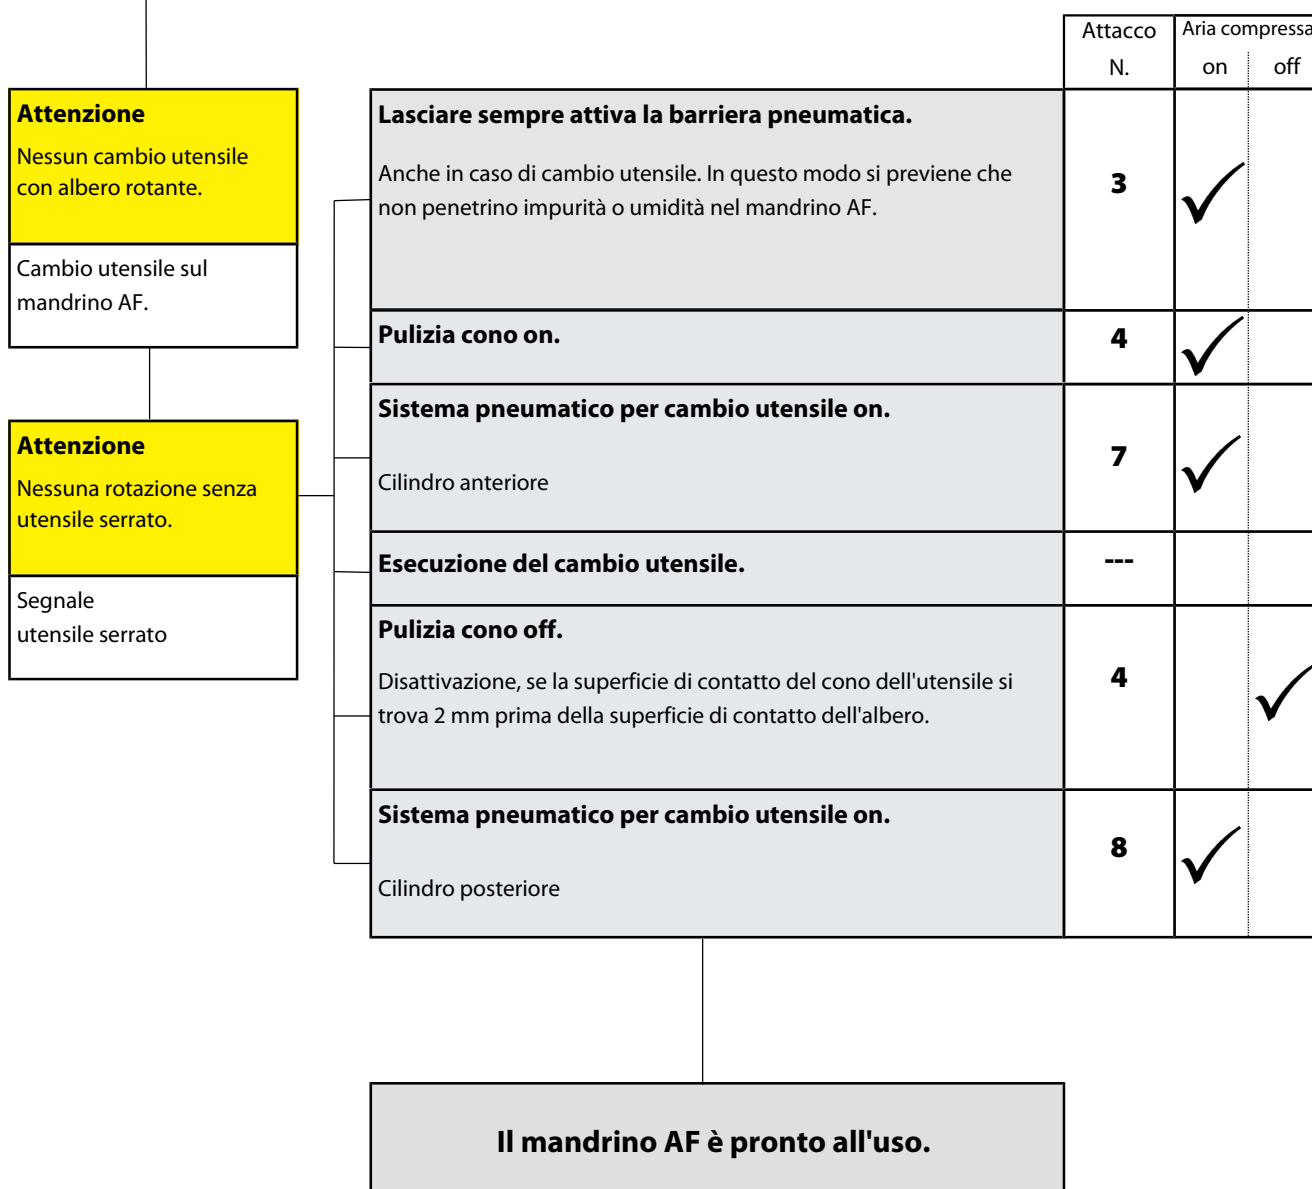 Attacco Aria compressa
N. on off
Attenzione
Nessun cambio utensile
con albero rotante.
Cambio utensile sul
mandrino AF.
Attenzione
Nessuna rotazione senza
utensile serrato.
Segnale
utensile serrato
Lasciare sempre attiva la barriera pneumatica.
Anche in caso di cambio utensile. In questo modo si previene che
non penetrino impurità o umidità nel mandrino AF.
3
Pulizia cono on.
4
Sistema pneumatico per cambio utensile on.
Cilindro anteriore
7
Esecuzione del cambio utensile.
---
Pulizia cono off.
Disattivazione, se la superficie di contatto del cono dell'utensile si
trova 2 mm prima della superficie di contatto dell'albero.
4
Sistema pneumatico per cambio utensile on.
Cilindro posteriore
8
Il mandrino AF è pronto all'uso.